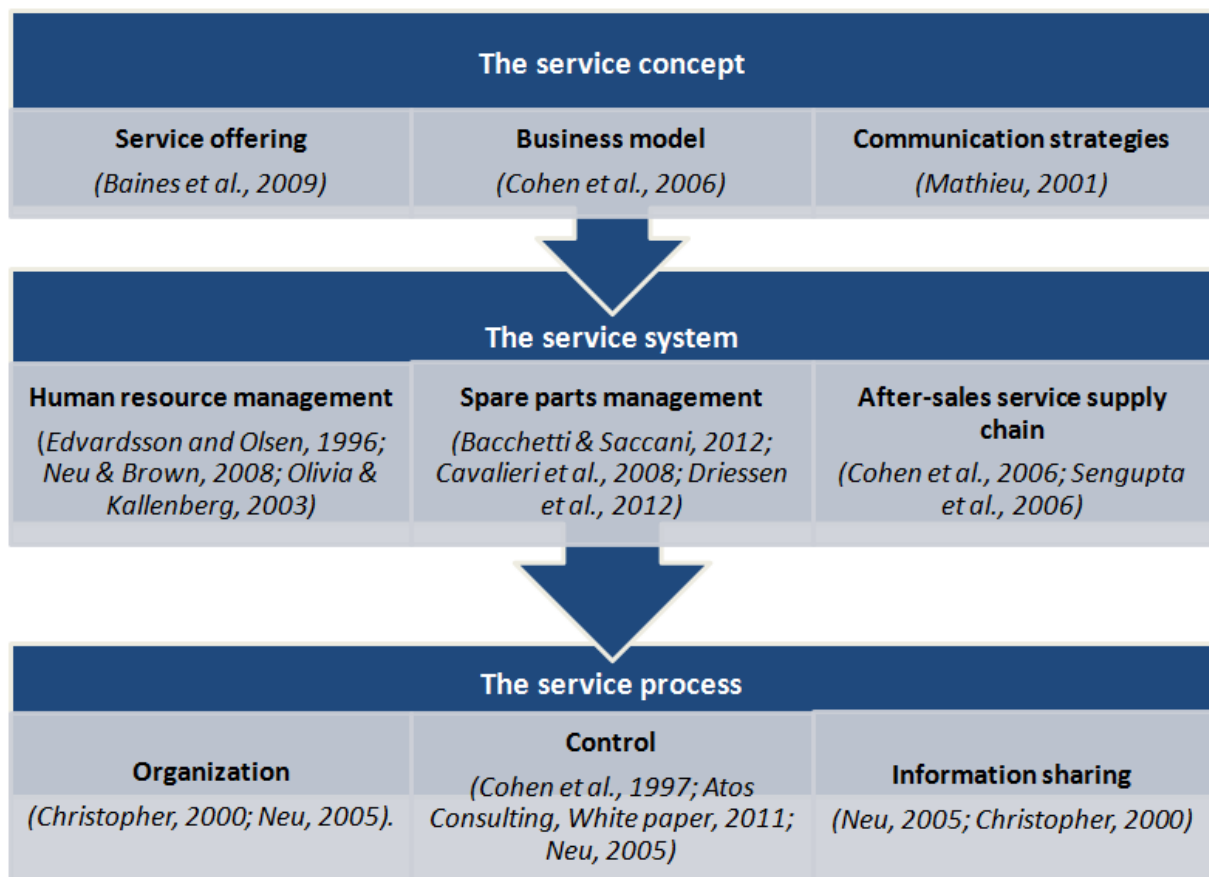 The service concept
Service offering
(Baines et al., 2009)
Business model
(Cohen et al., 2006)
Communication strategies
(Mathieu, 2001)
The service system
Human resource management
(Edvardsson and Olsen, 1996;
Neu & Brown, 2008; Olivia &
Kallenberg, 2003)
Spare parts management
(Bacchetti & Saccani, 2012;
Cavalieri et al., 2008; Driessen
et al., 2012)
After-sales service supply
chain
(Cohen et al., 2006; Sengupta
et al., 2006)
The service process
Organization
(Christopher, 2000; Neu, 2005).
Control
(Cohen et al., 1997; Atos
Consulting, White paper, 2011;
Neu, 2005)
Information sharing
(Neu, 2005; Christopher, 2000)